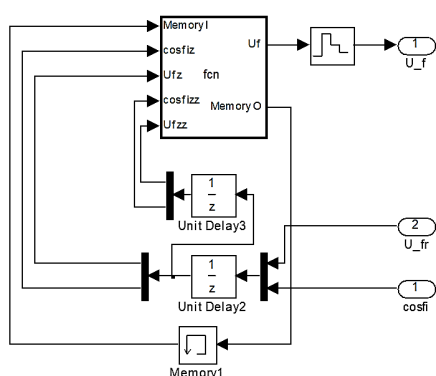 MemoryI
cosfiz
Ufz
fcn
cosfizz
Ufzz
Uf
MemoryO
1
U_f
1
z
Unit Delay3
2
U_fr
1
z
Unit Delay2
1
cosfi
Memory1